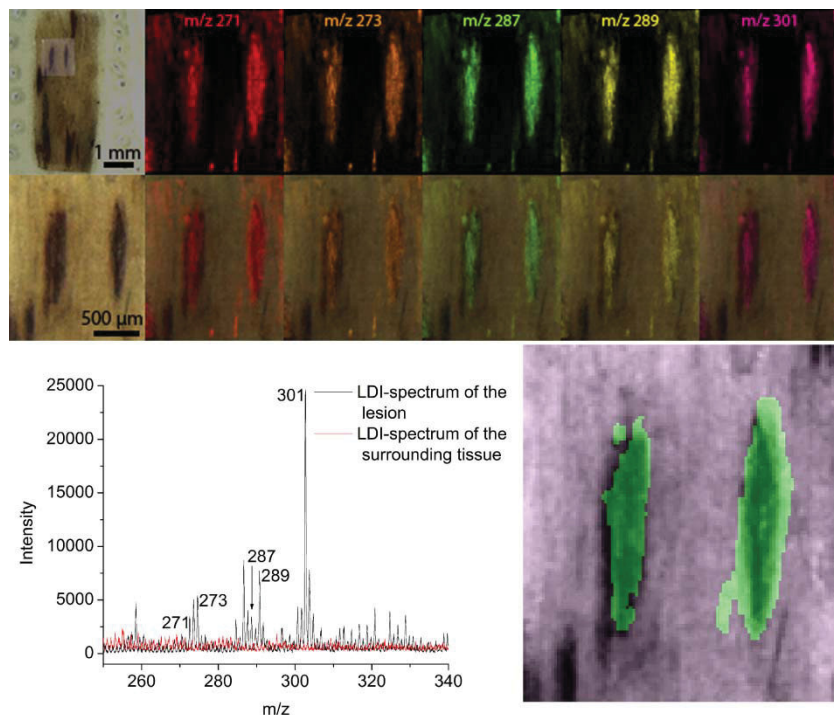 m/z 271
m/z 273
m/z 287
m/z 289
m/z 301
1 mm
500 µm
25000
20000
15000
10000
5000
0
Intensity
301
LDI-spectrum of the
lesion
LDI-spectrum of the
surrounding tissue
271
273
287
289
260
280
300
320
340
m/z